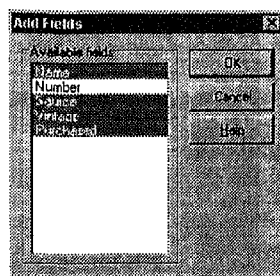 Add Fields
Available fields
Name
Number
Source
Vintage
Purchased
OK
Cancel
Help